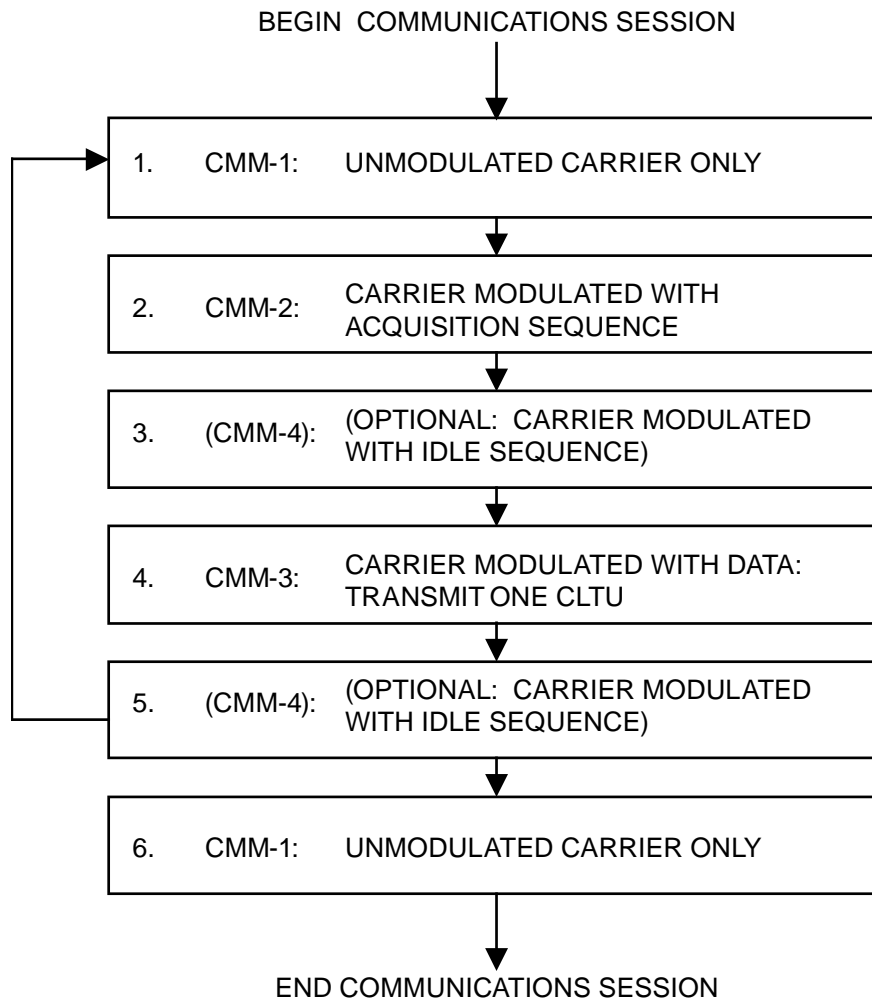 BEGIN COMMUNICATIONS SESSION
1. CMM-1: UNMODULATED CARRIER ONLY
2. CMM-2: CARRIER MODULATED WITH
ACQUISITION SEQUENCE
3. (CMM-4): (OPTIONAL: CARRIER MODULATED
WITH IDLE SEQUENCE)
4. CMM-3: CARRIER MODULATED WITH DATA:
TRANSMIT ONE CLTU
5. (CMM-4): (OPTIONAL: CARRIER MODULATED
WITH IDLE SEQUENCE)
6. CMM-1: UNMODULATED CARRIER ONLY
END COMMUNICATIONS SESSION